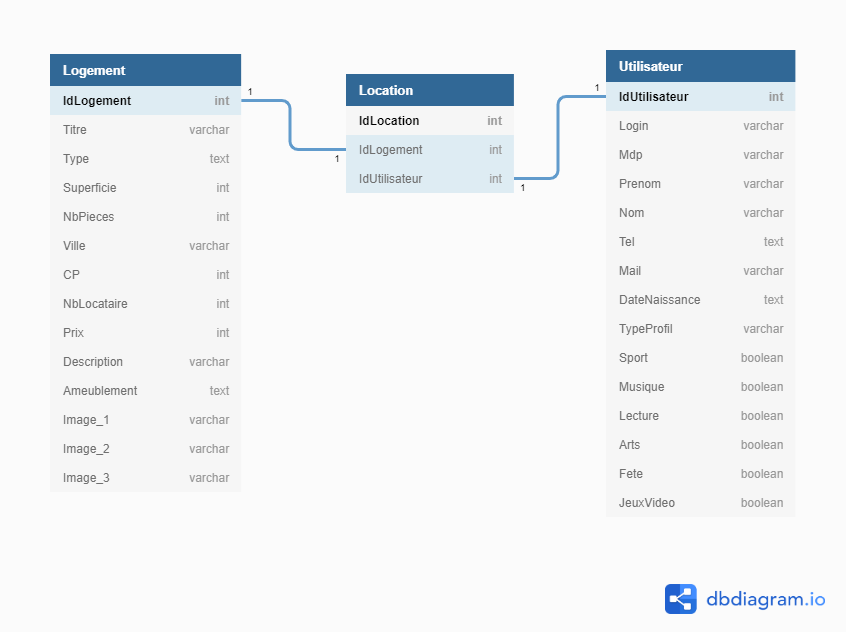 Logement
IdLogement int
Titre varchar
Type text
Superficie int
NbPieces int
Ville varchar
CP int
NbLocataire int
Prix int
Description varchar
Ameublement text
Image_1 varchar
Image_2 varchar
Image_3 varchar
1
1
Location
IdLocation int
IdLogement int
IdUtilisateur int
1
1
Utilisateur
IdUtilisateur int
Login varchar
Mdp varchar
Prenom varchar
Nom varchar
Tel text
Mail varchar
DateNaissance text
TypeProfil varchar
Sport boolean
Musique boolean
Lecture boolean
Arts boolean
Fete boolean
JeuxVideo boolean
dbdiagram.io